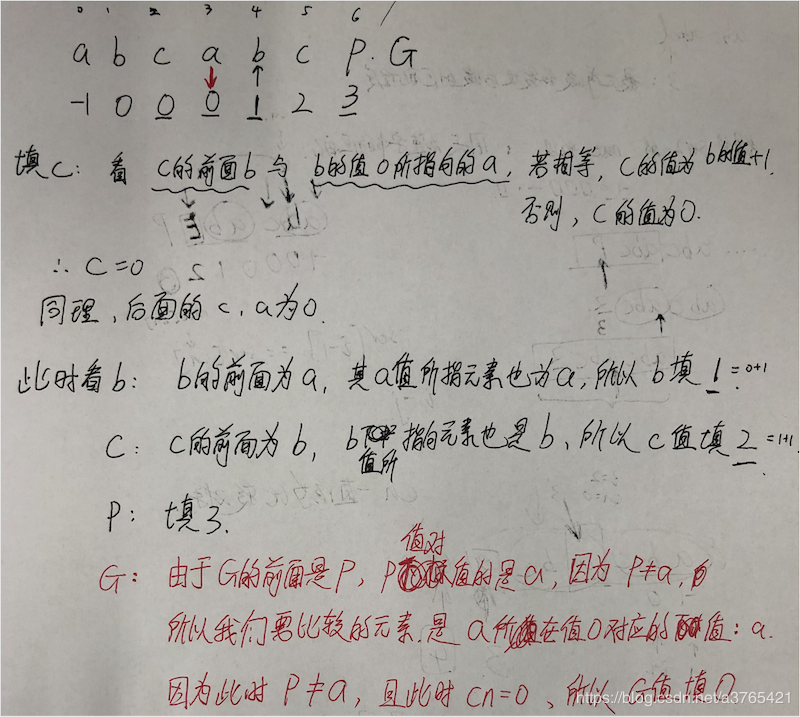 0 1 2 3 4 5 6 /
a b c a b c p. G
-1 0 0 0 1 2 3
填c: 看 c的前面b 与 b的值0所指向的a, 若相等, c的值为b的值+1.
否则, c的值为0.
∴ c=0
同理, 后面的c, a为0.
此时看b: b的前面为a, 其a值所指元素也为a, 所以 b填 1 =0+1
C: c的前面为b, b值所指向元素也是b、所以c值填2 =1+1.
P: 填3.
G: 由于G的前面是P, P值对值的是a, 因为 P≠a,
所以我们要比较的元素是 a所在值0对应的值: a.
因为此时 P≠a, 且此时 cn=0, 所以G值填0
https://blog.csdn.net/a3765421